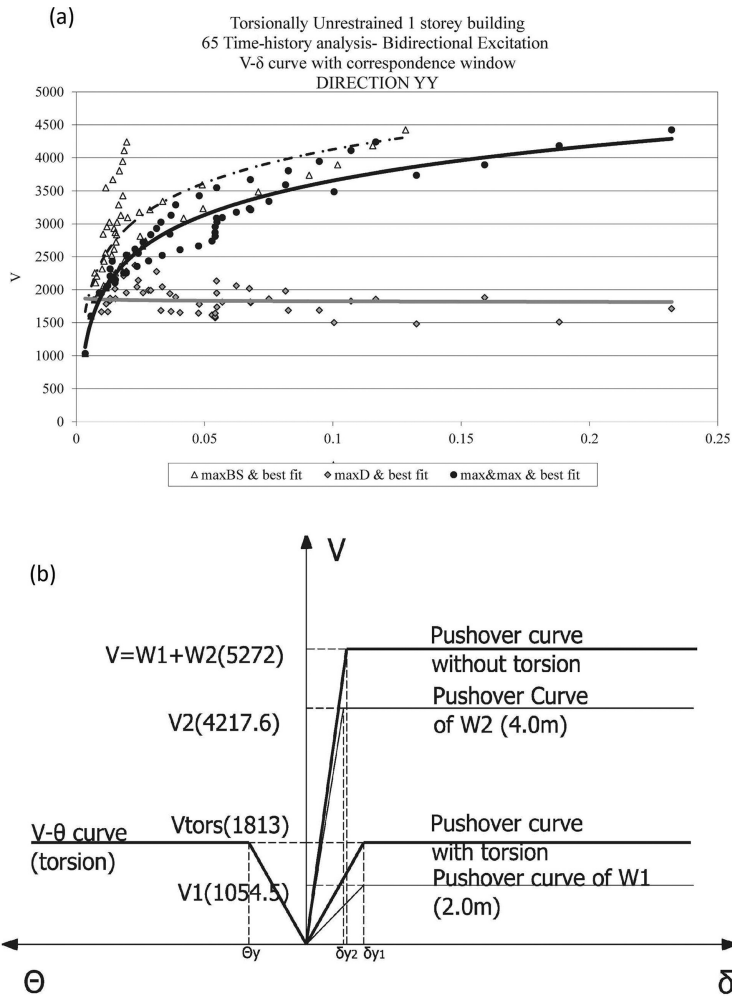 (a)
Torsionally Unrestrained 1 storey building
65 Time-history analysis- Bidirectional Excitation
V-δ curve with correspondence window
DIRECTION YY
5000
4500
4000
3500
3000
2500
2000
1500
1000
500
0
V
0 0.05 0.1 0.15 0.2 0.25
maxBS & best fit maxD & best fit max&max & best fit
(b)
V
V=W1+W2(5272)
Pushover curve
without torsion
V2(4217.6)
Pushover Curve
of W2 (4.0m)
V-θ curve
(torsion)
Vtors(1813)
Pushover curve
with torsion
V1(1054.5)
Pushover curve of W1
(2.0m)
Θy δy2 δy1
Θ δ